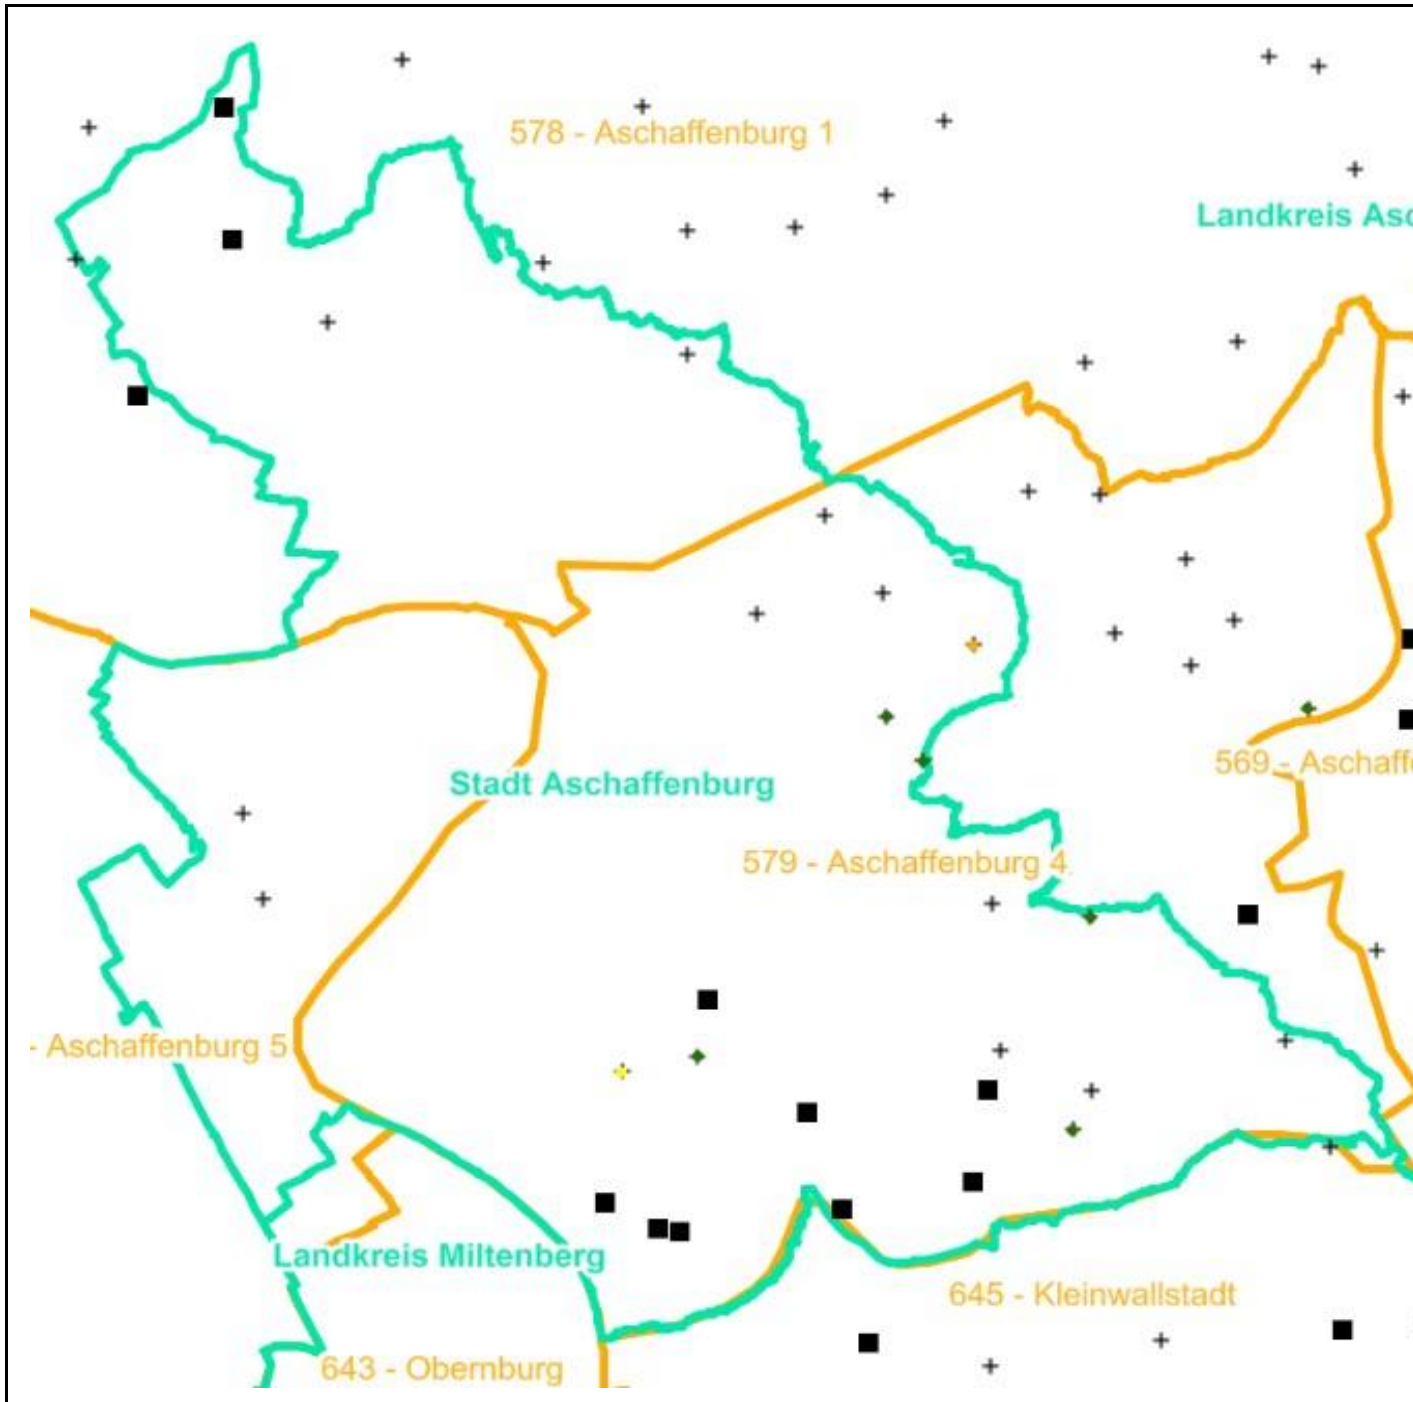 578 - Aschaffenburg 1
Landkreis Asc
Stadt Aschaffenburg
569 - Aschaffe
579 - Aschaffenburg 4
- Aschaffenburg 5
Landkreis Miltenberg
645 - Kleinwallstadt
643 - Obernburg